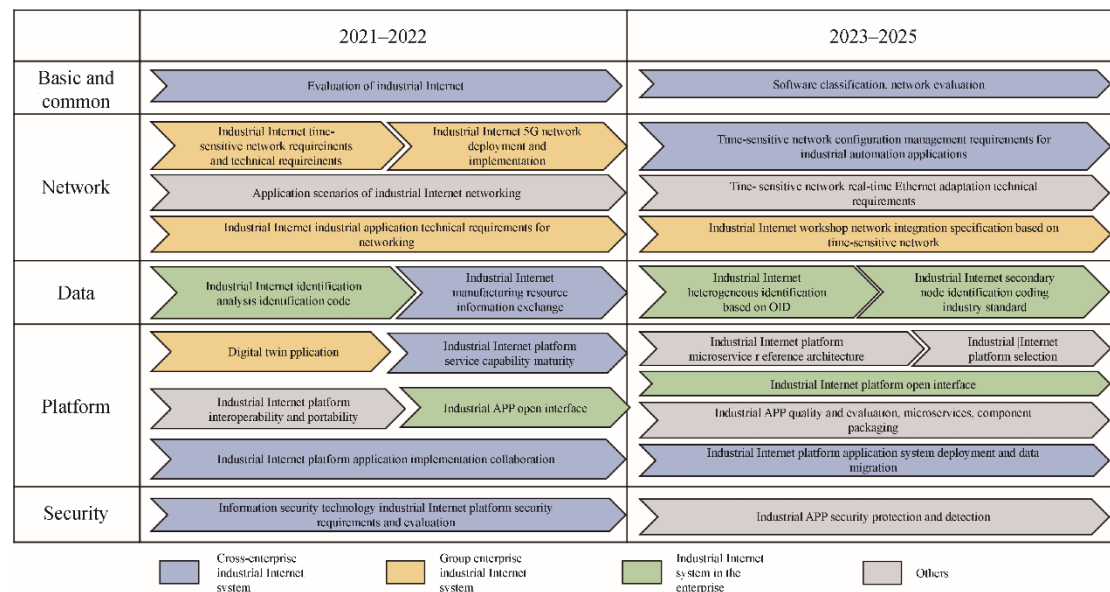 2021–2022
2023–2025
Basic and
common
Evaluation of industrial Internet
Software classification, network evaluation
Network
Industrial Internet time-
sensitive network requireinents
and technical requireinents
Industrial Internet 5G network
deployment and
implementation
Time-sensitive network configuration management requirements for
industrial automation applications
Application scenarios of industrial Internet networking
Time- sensitive network real-time Ethernet adaptation technical
requirements
Industrial Internet industrial application technical requirements for
networking
Industrial Internet workshop network integration specification based on
time-sensitive network
Data
Industrial Internet identification
analysis identification code
Industrial Internet
manufacturing resource
information exchange
Industrial Internet
heterogeneous identification
based on OID
Industrial Internet secondary
node identification coding
industry standard
Platform
Digital twin pplication
Industrial Internet platform
service capability maturity
Industrial Internet platform
microservice r eference architecture
Industrial |Internet
platform selection
Industrial Internet platform open interface
Industrial Internet platform
interoperability and portability
Industrial APP open interface
Industrial APP quality and evaluation, microservices, component
packaging
Industrial Internet platform application implementation collaboration
Industrial Internet platform application system deployment and data
migration
Security
Information security technology industrial Internet platform security
requirements and evaluation
Industrial APP security protection and detection
Cross-enterprise
industrial Internet
system
Group enterprise
industrial Internet
system
Industrial Internet
system in the
enterprise
Others